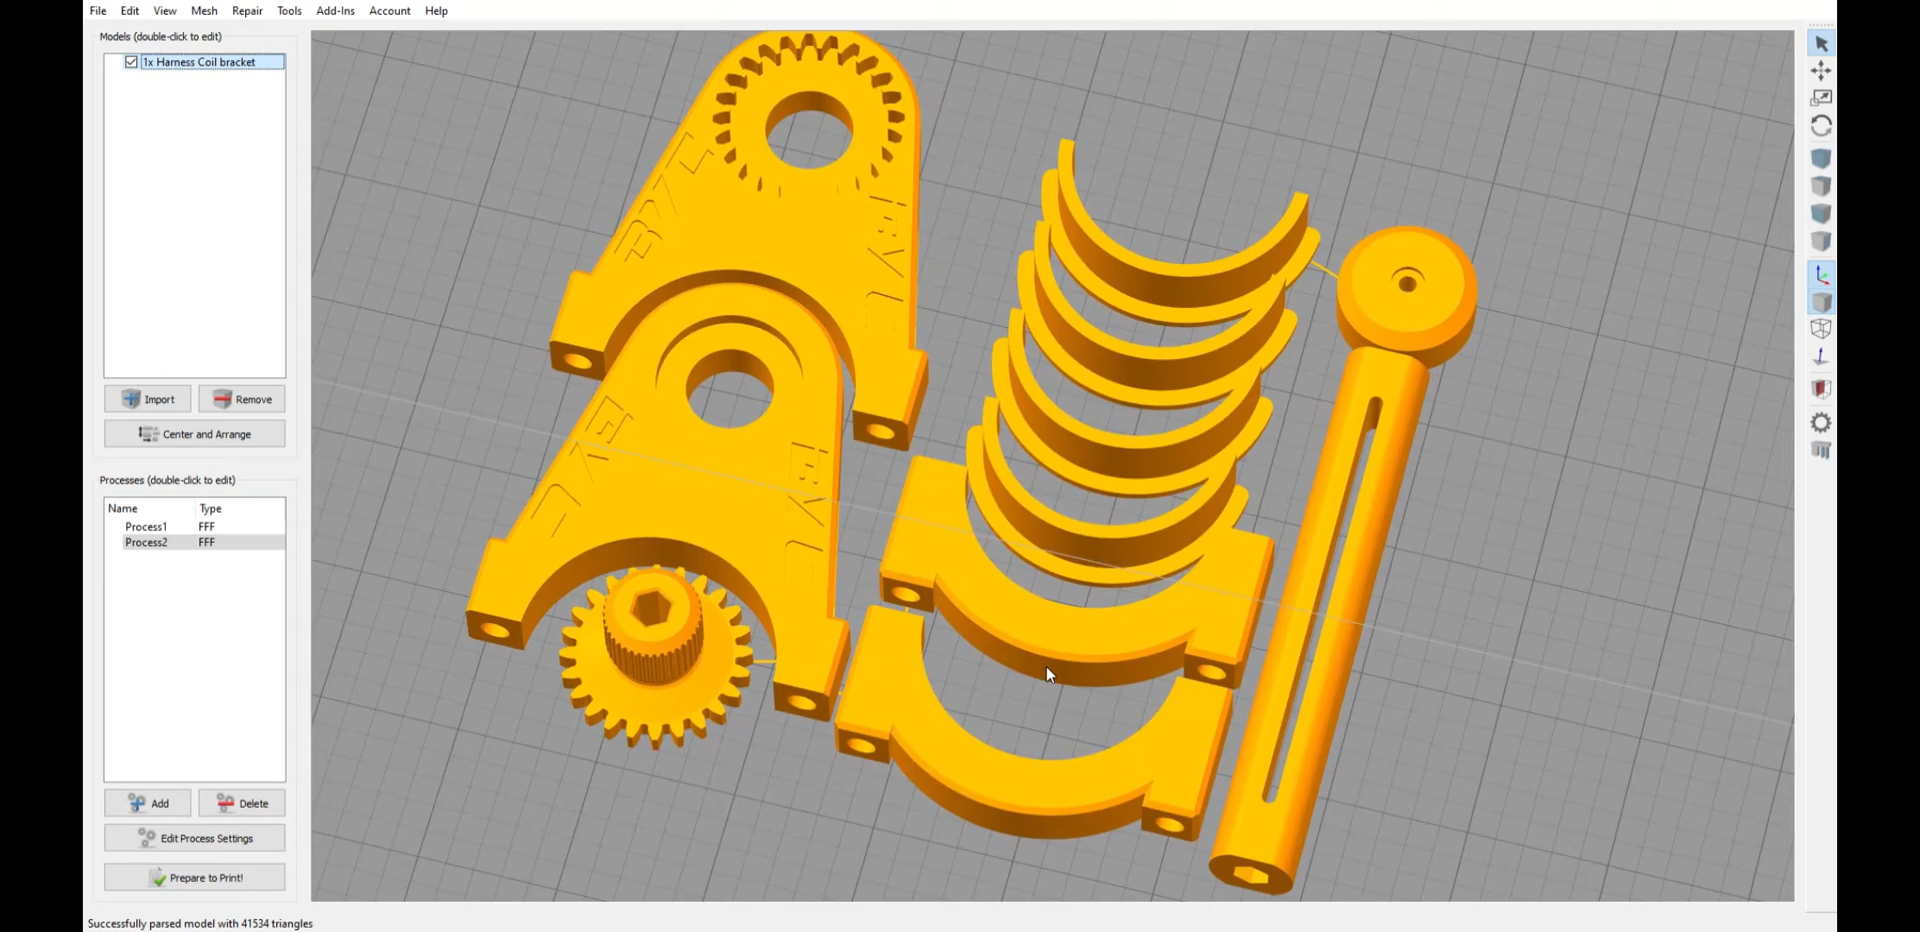 File Edit View Mesh Repair Tools Add-Ins Account Help
Models (double-click to edit)
1x Harness Coil bracket
Import Remove
Center and Arrange
Processes (double-click to edit)
Name Type
Process1 FFF
Process2 FFF
Add Delete
Edit Process Settings
Prepare to Print!
Successfully parsed model with 41534 triangles